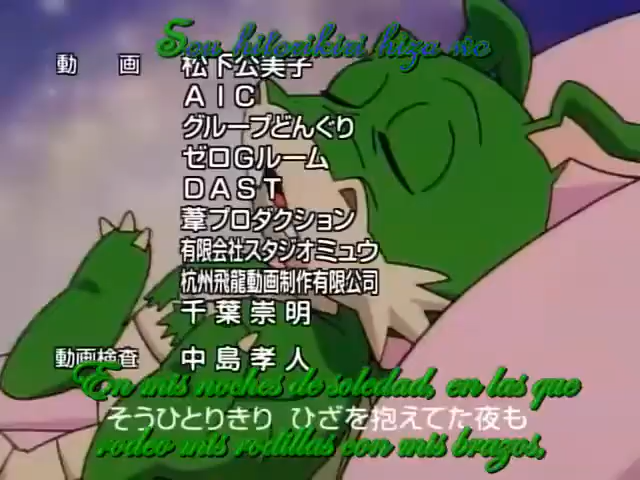 Sou hitorikiri hiza wo
動　画　松下公美子
ＡＩＣ
グループどんぐり
ゼロＧルーム
ＤＡＳＴ
葦プロダクション
有限会社スタジオミュウ
杭州飛龍動画制作有限公司
千葉崇明
動画検査　中島孝人
En mis noches de soledad, en las que
そうひとりきり ひざを抱えてた夜も
rodeo mis rodillas con mis brazos,